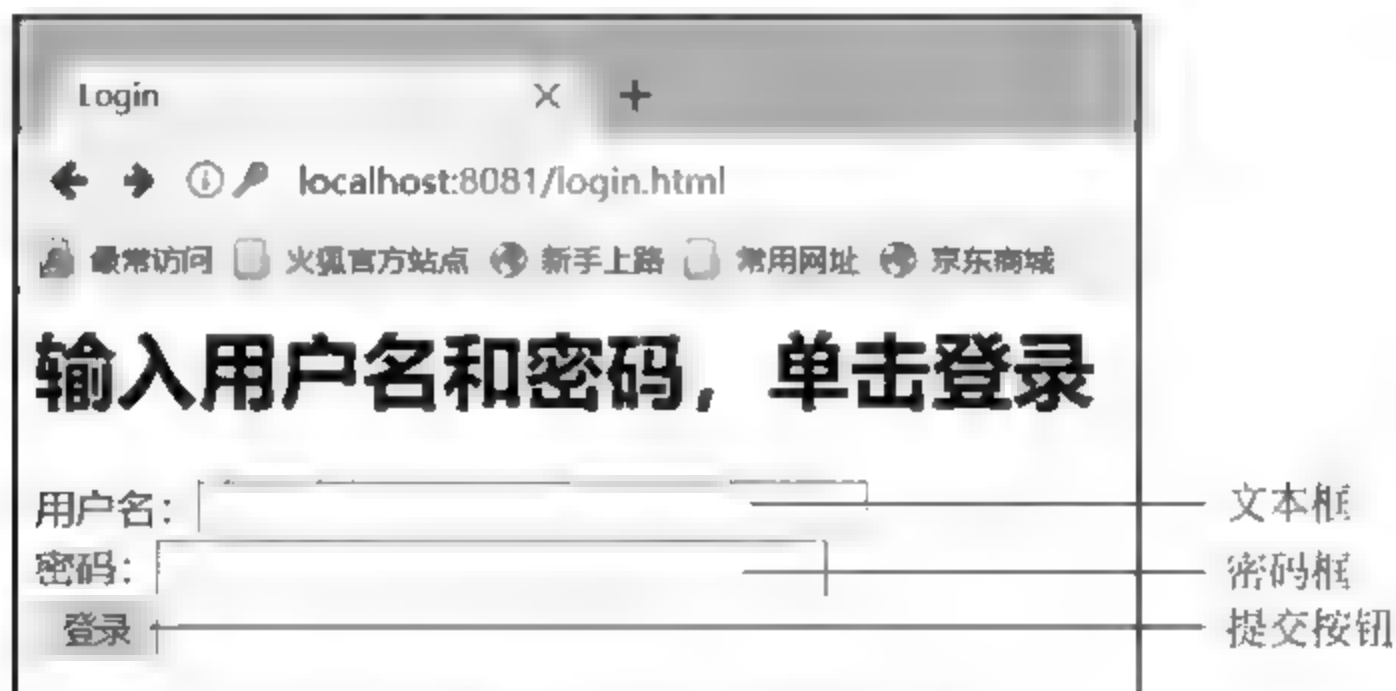 Login
localhost:8081/login.html
最常访问 火狐官方站点 新手上路 常用网址 京东商城
输入用户名和密码，单击登录
用户名： 文本框
密码： 密码框
登录 提交按钮